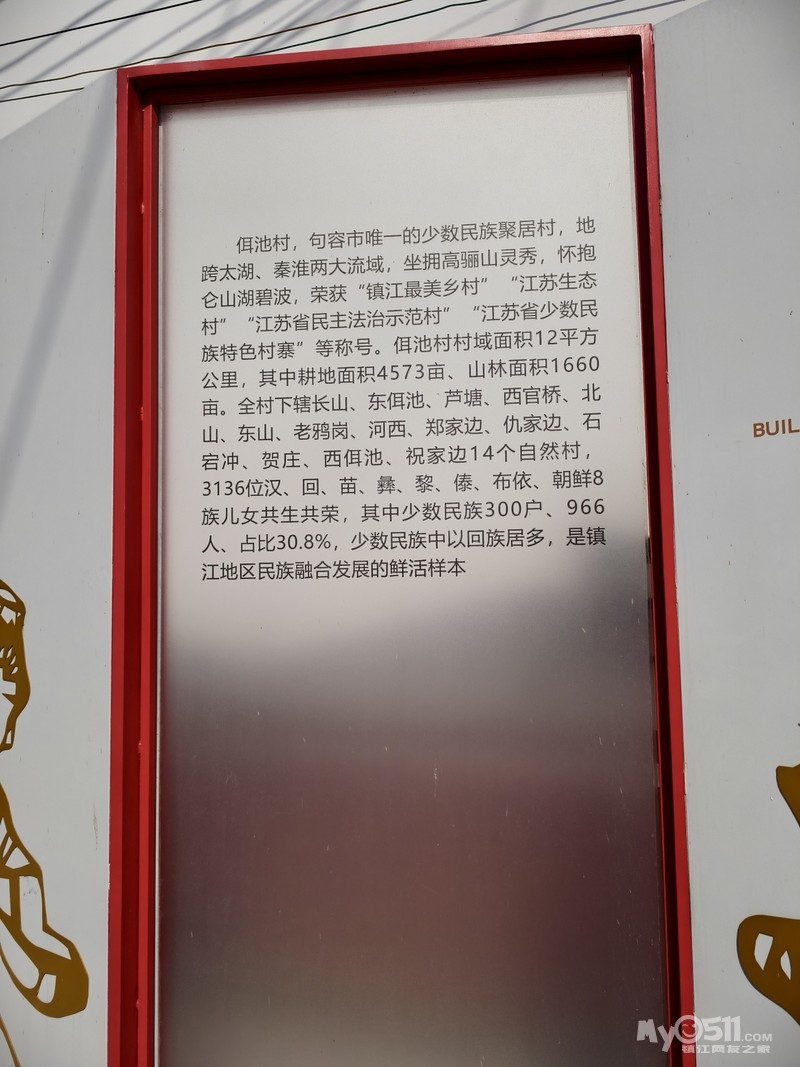 佴池村，句容市唯一的少数民族聚居村，地
跨太湖、秦淮两大流域，坐拥高骊山灵秀，怀抱
仑山湖碧波，荣获“镇江最美乡村”“江苏生态
村”“江苏省民主法治示范村”“江苏省少数民
族特色村寨”等称号。佴池村村域面积12平方
公里，其中耕地面积4573亩、山林面积1660
亩。全村下辖长山、东佴池、芦塘、西官桥、北
山、东山、老鸦岗、河西、郑家边、仇家边、石
宕冲、贺庄、西佴池、祝家边14个自然村，
3136位汉、回、苗、彝、黎、傣、布依、朝鲜8
族儿女共生共荣，其中少数民族300户、966
人、占比30.8%，少数民族中以回族居多，是镇
江地区民族融合发展的鲜活样本
BUIL
My0511.COM
镇江网友之家